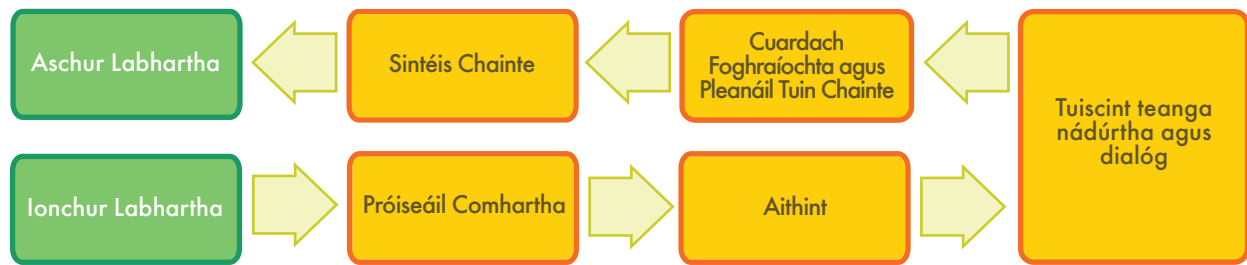 Aschur Labhartha
Sintéis Chainte
Cuardach
Foghraíochta agus
Pleanáil Tuin Chainte
Tuiscint teanga
nádúrtha agus
dialóg
Ionchur Labhartha
Próiseáil Comhartha
Aithint